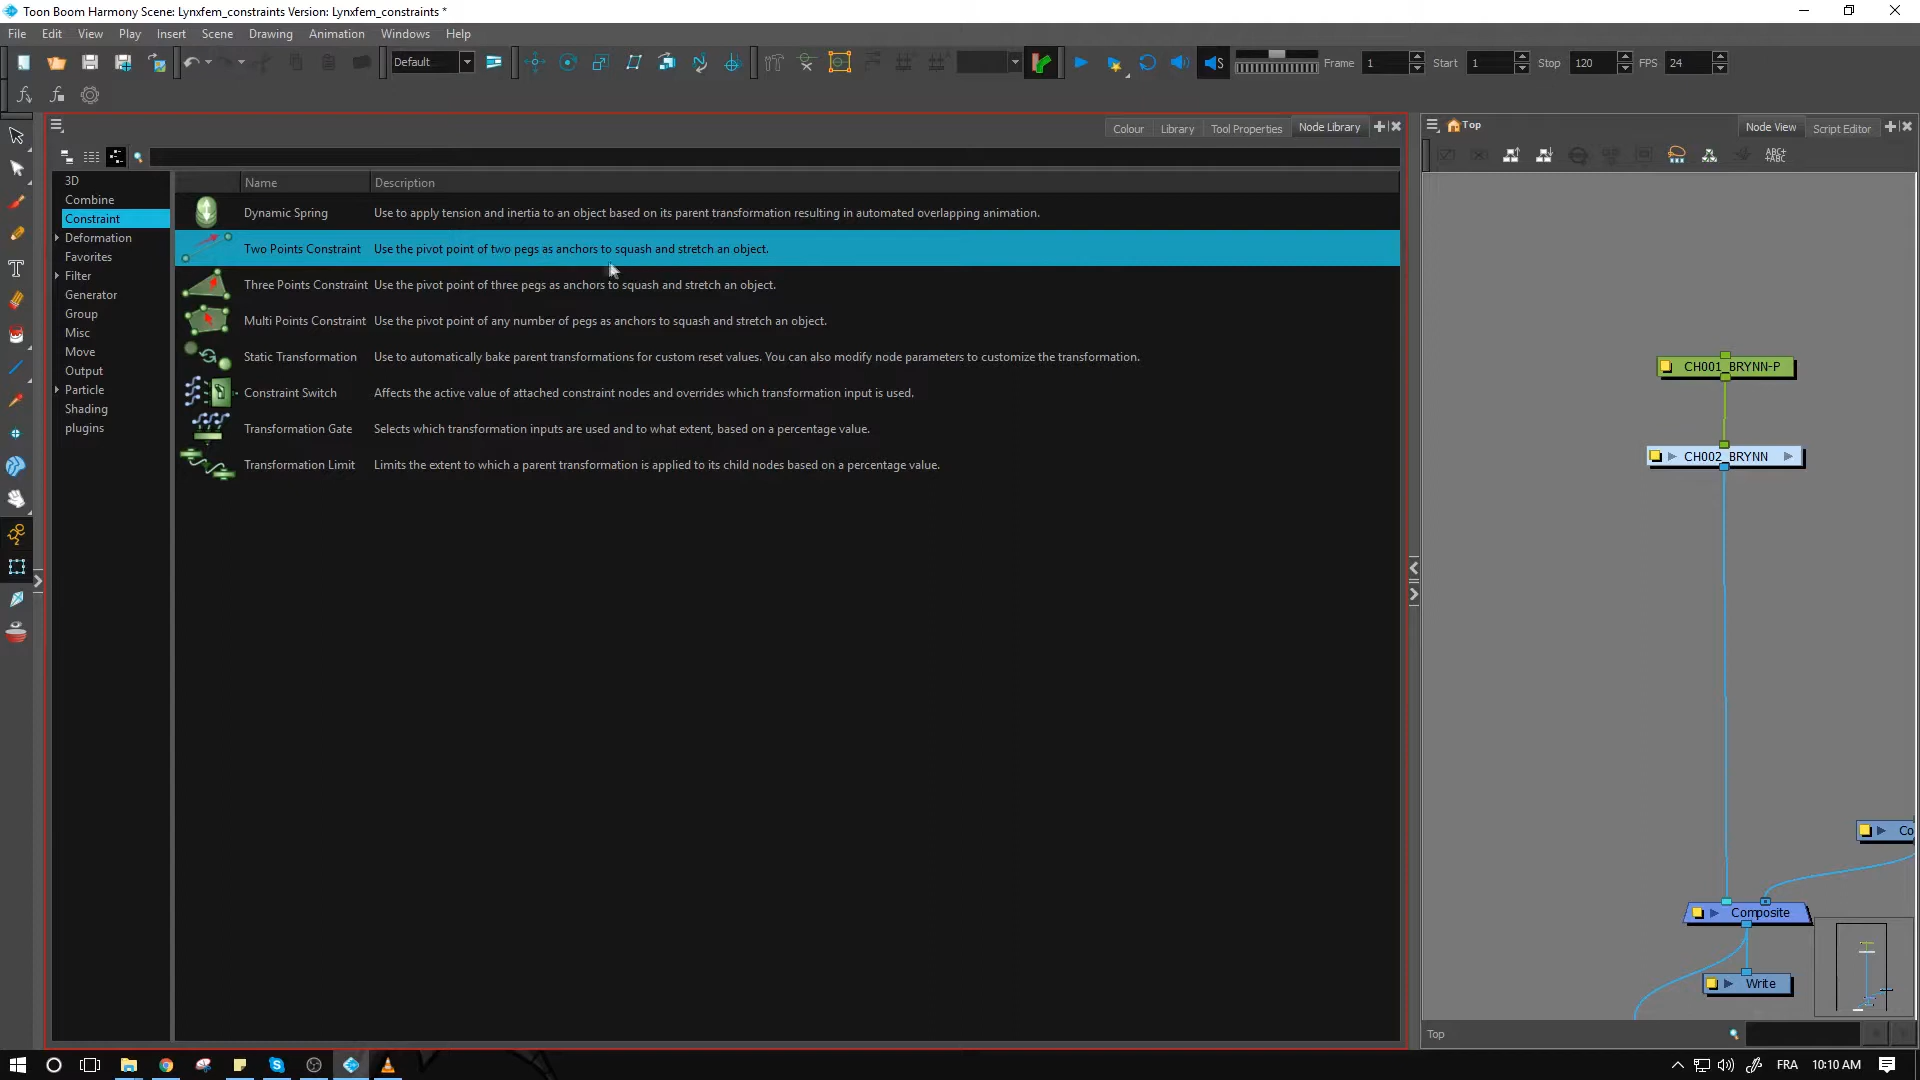 Toon Boom Harmony Scene: Lynxfem_constraints Version: Lynxfem_constraints *
File Edit View Play Insert Scene Drawing Animation Windows Help
Default Frame 1 Start 1 Stop 120 FPS 24
Colour Library Tool Properties Node Library
Top Node View Script Editor
ABC+
+ABC
Name Description
3D
Combine
Constraint
Deformation
Favorites
Filter
Generator
Group
Misc
Move
Output
Particle
Shading
plugins
Dynamic Spring Use to apply tension and inertia to an object based on its parent transformation resulting in automated overlapping animation.
Two Points Constraint Use the pivot point of two pegs as anchors to squash and stretch an object.
Three Points Constraint Use the pivot point of three pegs as anchors to squash and stretch an object.
Multi Points Constraint Use the pivot point of any number of pegs as anchors to squash and stretch an object.
Static Transformation Use to automatically bake parent transformations for custom reset values. You can also modify node parameters to customize the transformation.
Constraint Switch Affects the active value of attached constraint nodes and overrides which transformation input is used.
Transformation Gate Selects which transformation inputs are used and to what extent, based on a percentage value.
Transformation Limit Limits the extent to which a parent transformation is applied to its child nodes based on a percentage value.
CH001_BRYNN-P
CH002_BRYNN
Co
Composite
Write
Top
FRA 10:10 AM